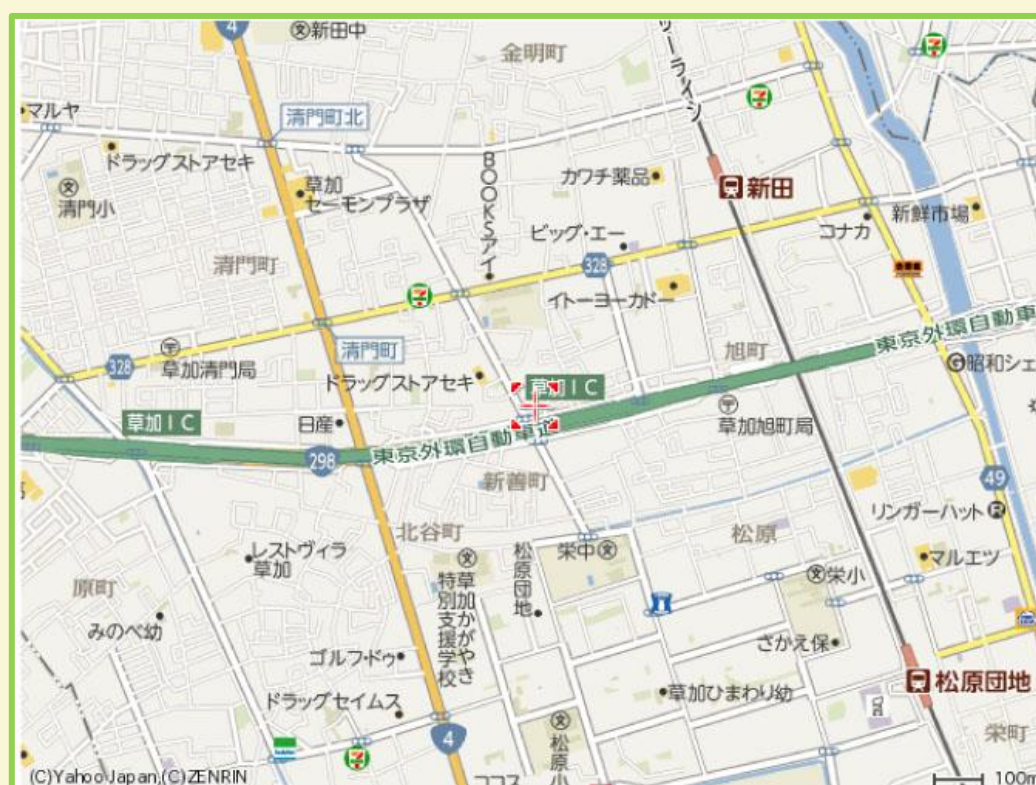 4
新田中
金明町
ツーライン
マルヤ
清門町北
ドラッグストアセキ
清門小
草加
セーモンプラザ
BOOKSアイ
カワチ薬品
新田
新鮮市場
コナカ
ビッグ・エー
328
イトーヨーカドー
清門町
清門町
328
草加清門局
ドラッグストアセキ
旭町
東京外環自動車
昭和シェ
草加IC
草加IC
日産
298
東京外環自動車道
草加旭町局
新善町
49
リンガーハット
北谷町
松原
レストヴィラ
草加
松原団地
栄中
マルエツ
栄小
原町
みのべ幼
草加かがやき
特別支援学校
さかえ保
ゴルフ・ドゥ
草加ひまわり幼
松原団地
ドラッグセイムス
4
松原小
栄町
ココス
(C)Yahoo Japan,(C)ZENRIN
100m